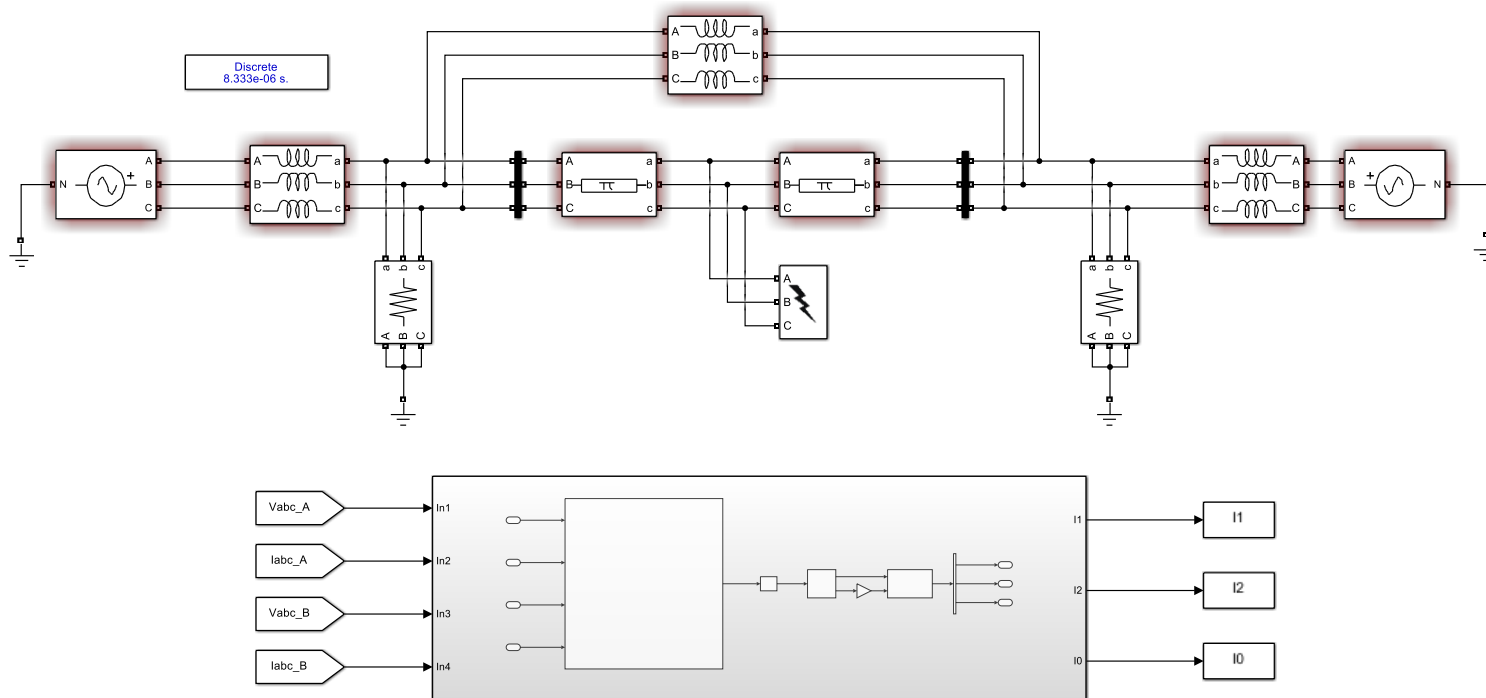 A a
B b
C c
Discrete
8.333e-06 s.
N + A
B
C
A a
B b
C c
A a
B π b
C c
A a
B π b
C c
a A
b B
c C
A +
B N
C
a b c
A B C
A
B
C
a b c
A B C
Vabc_A
In1
Iabc_A
In2
Vabc_B
In3
Iabc_B
In4
I1
I1
I2
I2
I0
I0